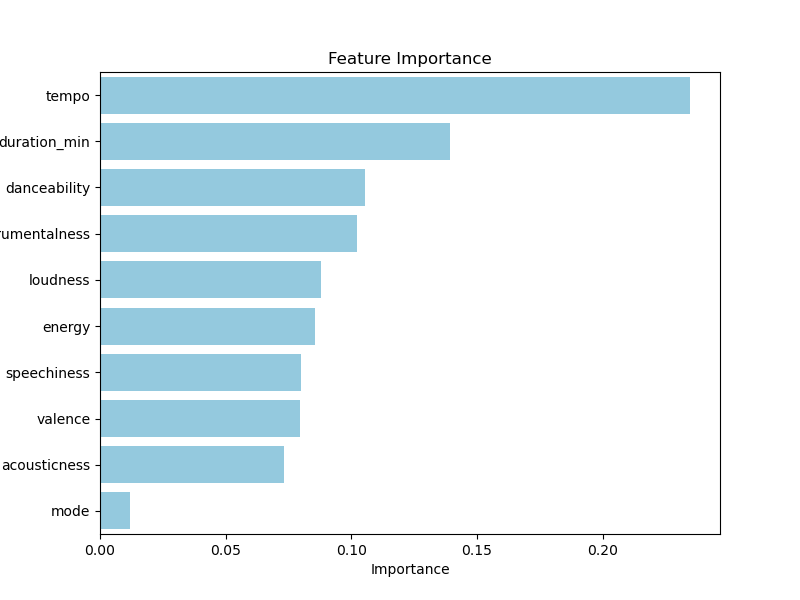 Feature Importance
tempo
duration_min
danceability
rumentalness
loudness
energy
speechiness
valence
acousticness
mode
0.00 0.05 0.10 0.15 0.20
Importance